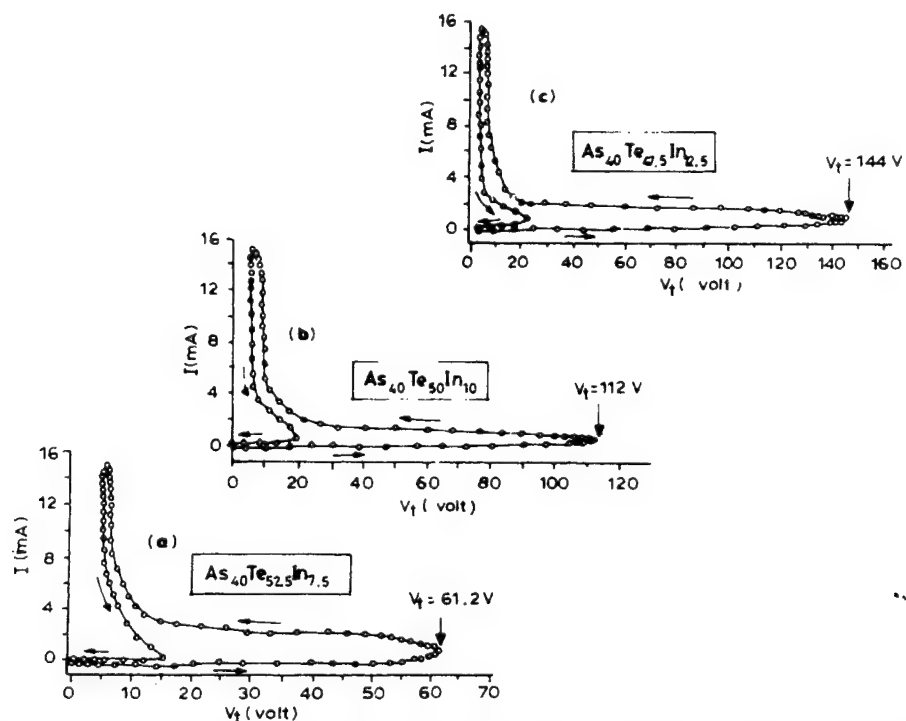 16
12
8
4
0
I (mA)
(c)
As40Te47.5In12.5
Vt = 144 V
0 20 40 60 80 100 120 140 160
Vt ( volt)
16
12
8
4
0
I (mA)
(b)
As40Te50In10
Vt=112 V
0 20 40 60 80 100 120
Vt ( volt )
16
12
8
4
0
I (mA)
(a)
As40Te52.5In7.5
Vt = 61.2 V
0 10 20 30 40 50 60 70
Vt (volt)